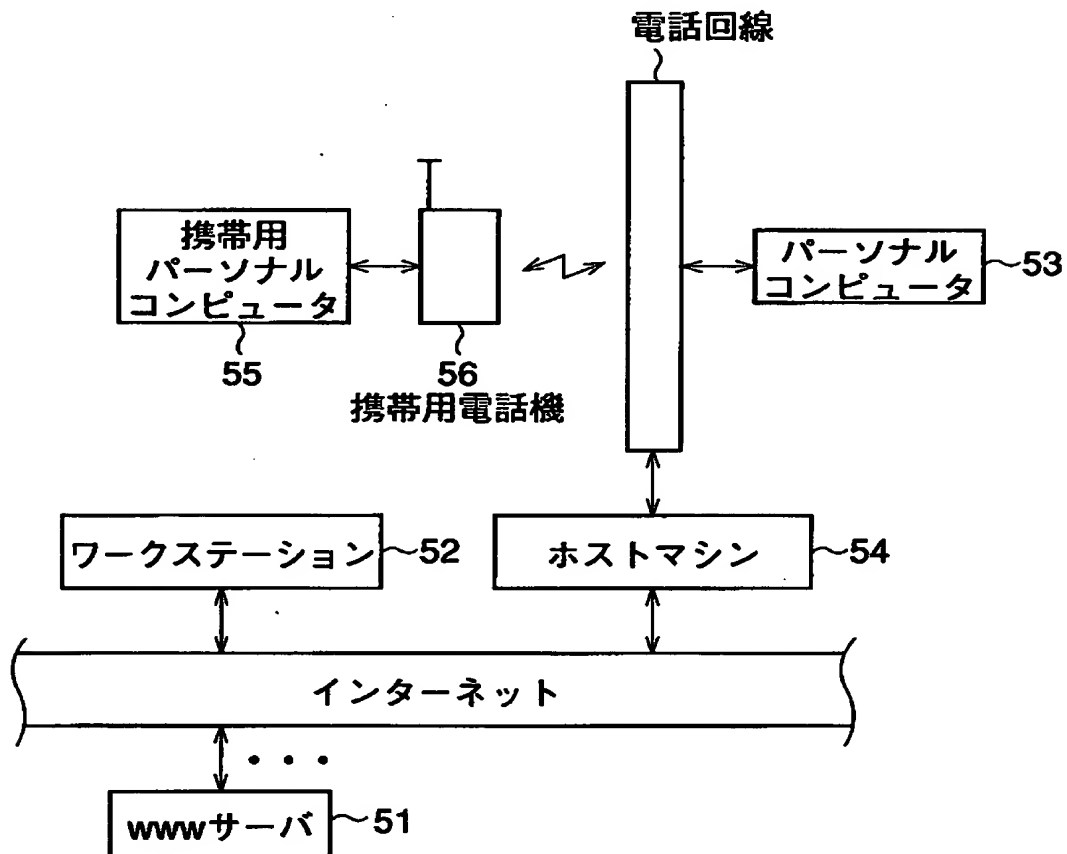 電話回線
携帯用
パーソナル
コンピュータ
55
56
携帯用電話機
パーソナル
コンピュータ
53
ワークステーション
52
ホストマシン
54
インターネット
・・・
wwwサーバ
51